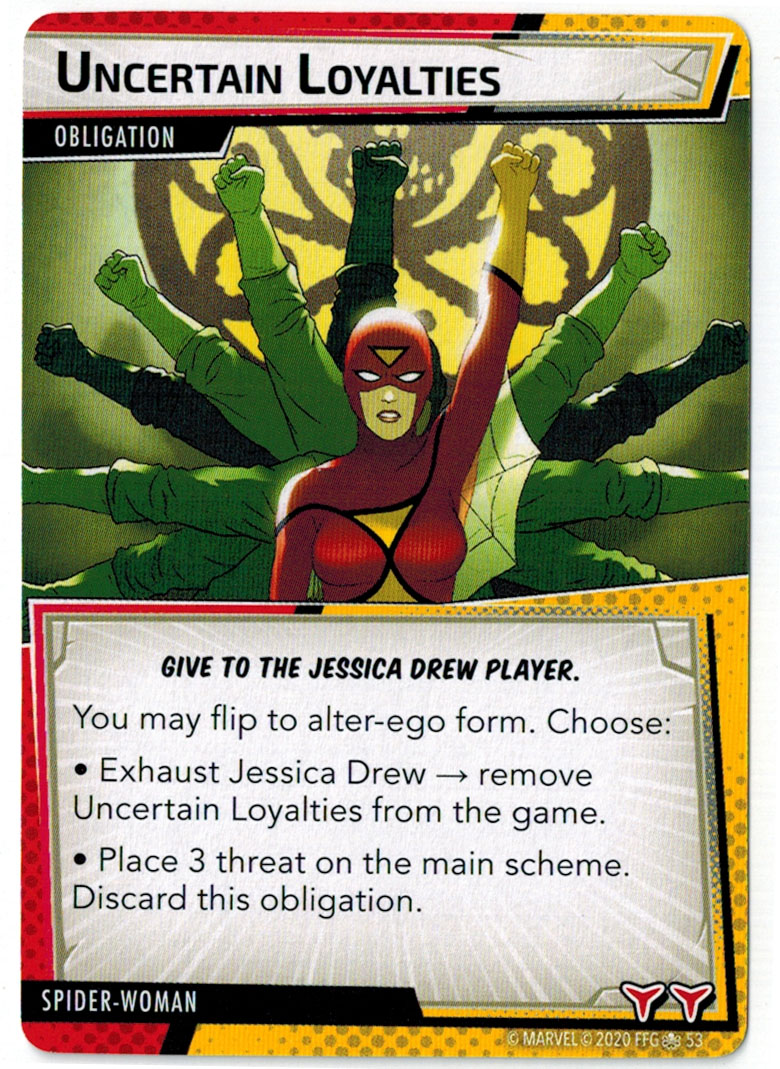 UNCERTAIN LOYALTIES
OBLIGATION
GIVE TO THE JESSICA DREW PLAYER.
You may flip to alter-ego form. Choose:
• Exhaust Jessica Drew → remove
Uncertain Loyalties from the game.
• Place 3 threat on the main scheme.
Discard this obligation.
SPIDER-WOMAN
© MARVEL © 2020 FFG 53